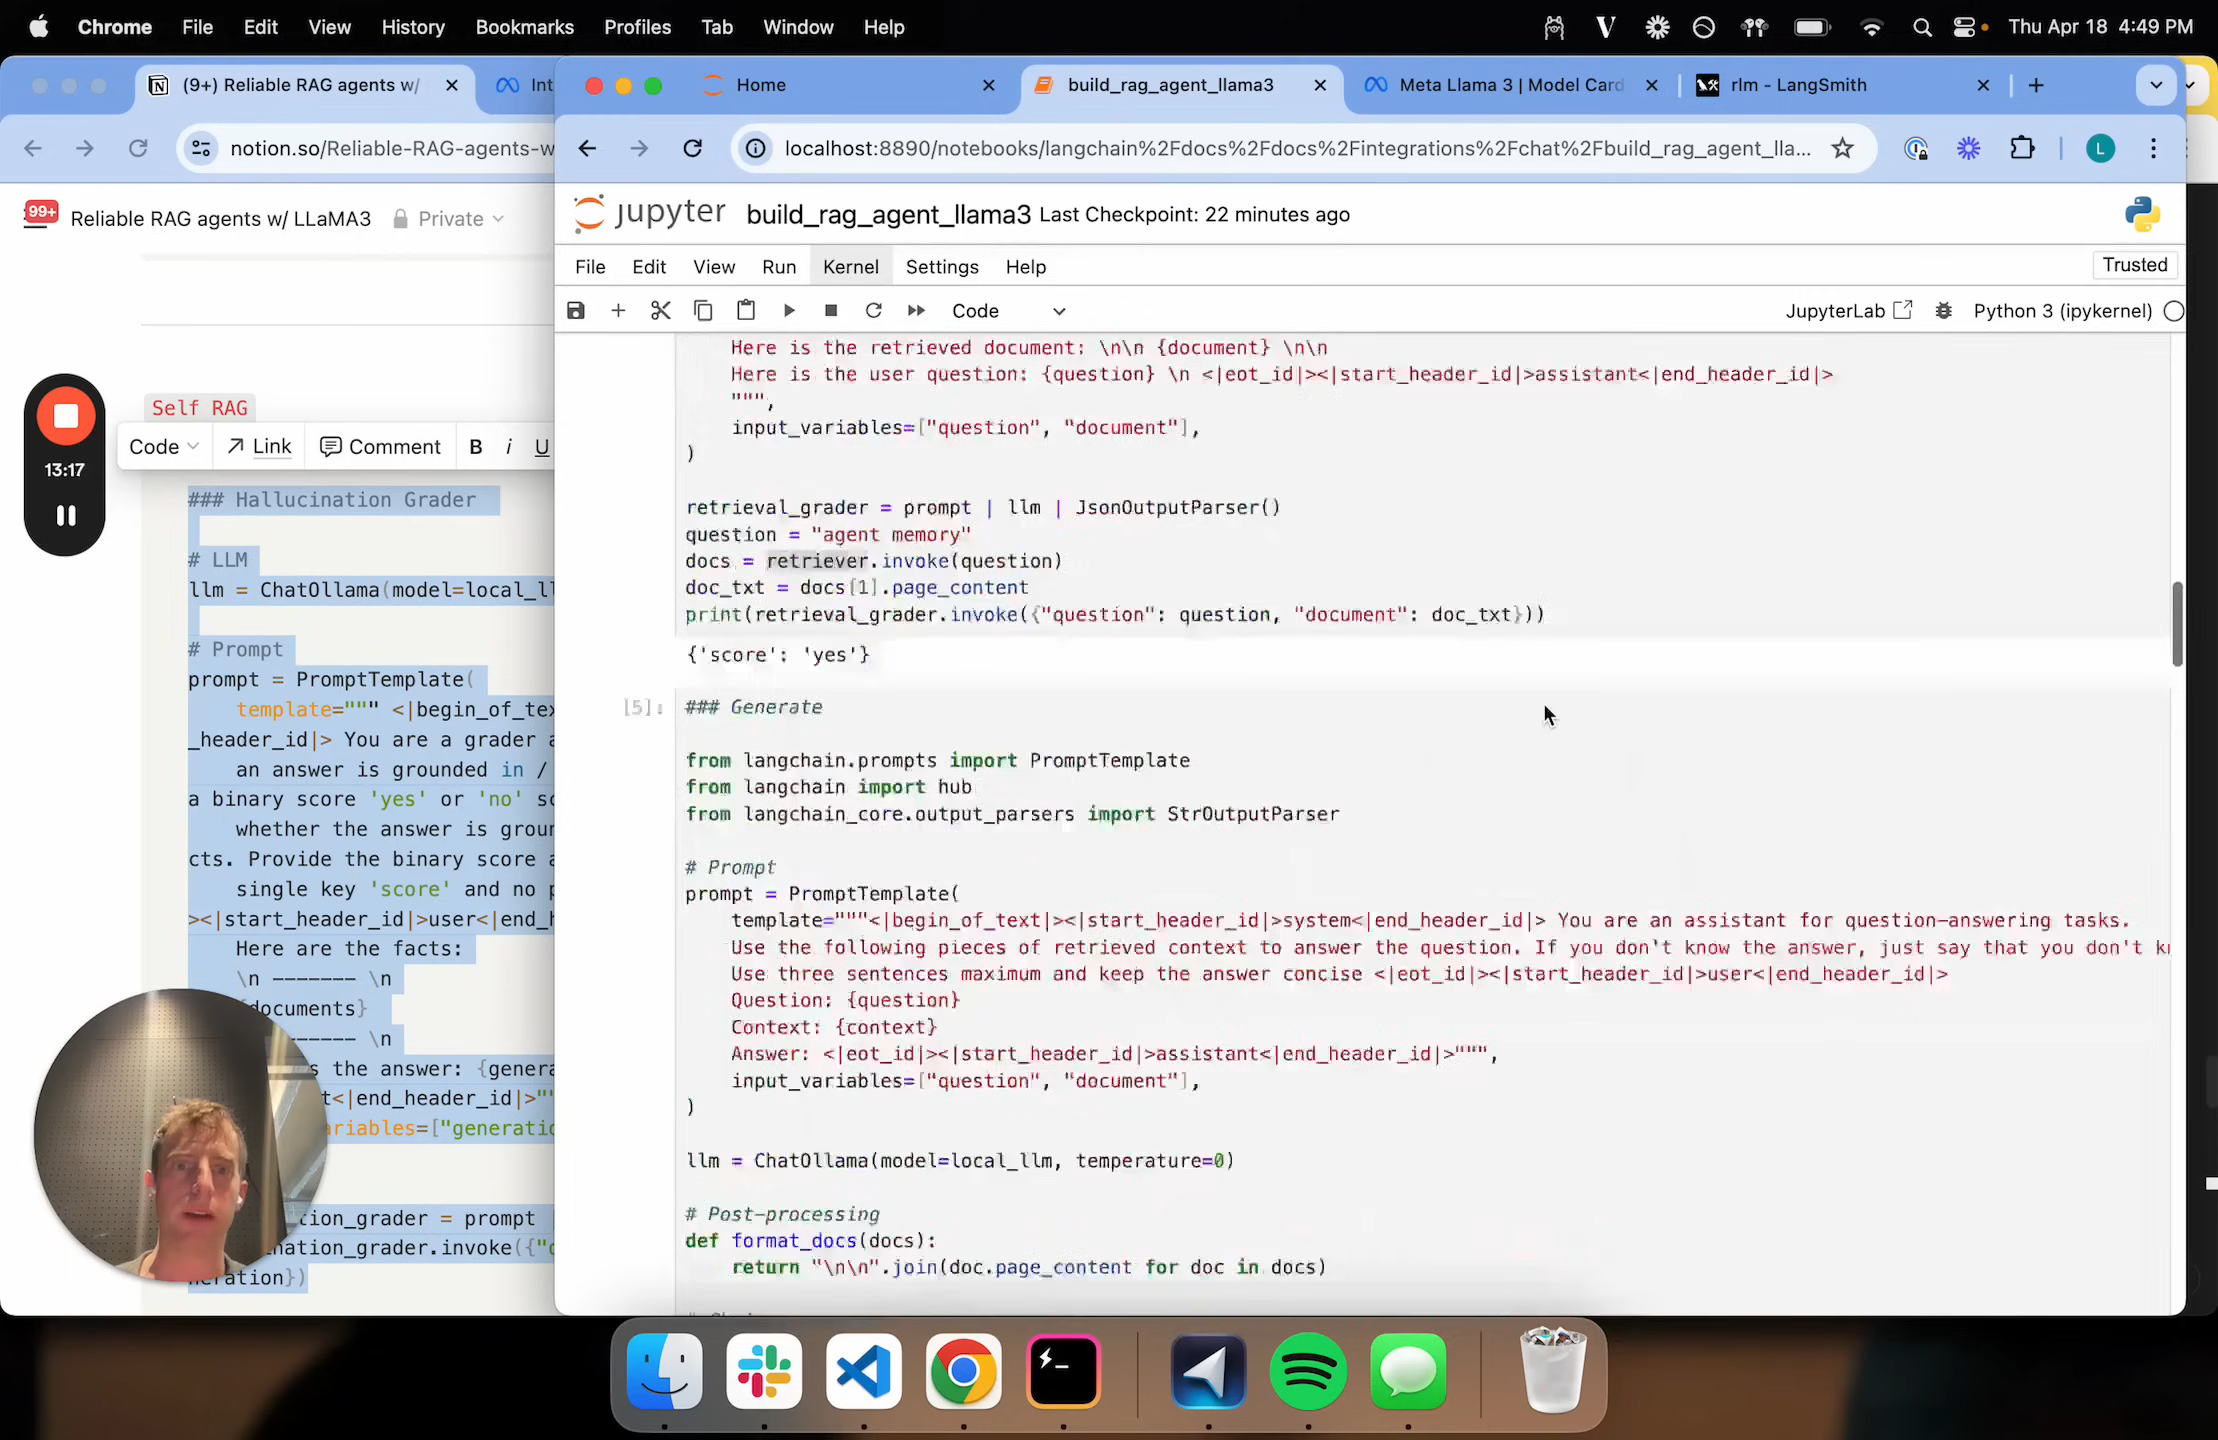 Chrome File Edit View History Bookmarks Profiles Tab Window Help
Thu Apr 18 4:49 PM
(9+) Reliable RAG agents w/
Int
Home
build_rag_agent_llama3
Meta Llama 3 | Model Card
rlm - LangSmith
notion.so/Reliable-RAG-agents-w
localhost:8890/notebooks/langchain%2Fdocs%2Fdocs%2Fintegrations%2Fchat%2Fbuild_rag_agent_lla...
L
99+
Reliable RAG agents w/ LLaMA3
Private
Self RAG
Code
Link
Comment
B
i
U
13:17
### Hallucination Grader
# LLM
llm = ChatOllama(model=local_ll
# Prompt
prompt = PromptTemplate(
template=""" <|begin_of_tex
_header_id|> You are a grader a
an answer is grounded in /
a binary score 'yes' or 'no' sc
whether the answer is groun
cts. Provide the binary score a
single key 'score' and no p
><|start_header_id|>user<|end_h
Here are the facts:
\n ------- \n
documents}
------ \n
s the answer: {genera
t<|end_header_id|>""
riables=["generatio
tion_grader = prompt
nation_grader.invoke({"d
neration})
jupyter build_rag_agent_llama3 Last Checkpoint: 22 minutes ago
File Edit View Run Kernel Settings Help
Trusted
Code
JupyterLab
Python 3 (ipykernel)
Here is the retrieved document: \n\n {document} \n\n
Here is the user question: {question} \n <|eot_id|><|start_header_id|>assistant<|end_header_id|>
""",
input_variables=["question", "document"],
)
retrieval_grader = prompt | llm | JsonOutputParser()
question = "agent memory"
docs = retriever.invoke(question)
doc_txt = docs[1].page_content
print(retrieval_grader.invoke({"question": question, "document": doc_txt}))
{'score': 'yes'}
[5]:
### Generate
from langchain.prompts import PromptTemplate
from langchain import hub
from langchain_core.output_parsers import StrOutputParser
# Prompt
prompt = PromptTemplate(
template="""<|begin_of_text|><|start_header_id|>system<|end_header_id|> You are an assistant for question-answering tasks.
Use the following pieces of retrieved context to answer the question. If you don't know the answer, just say that you don't k
Use three sentences maximum and keep the answer concise <|eot_id|><|start_header_id|>user<|end_header_id|>
Question: {question}
Context: {context}
Answer: <|eot_id|><|start_header_id|>assistant<|end_header_id|>""",
input_variables=["question", "document"],
)
llm = ChatOllama(model=local_llm, temperature=0)
# Post-processing
def format_docs(docs):
return "\n\n".join(doc.page_content for doc in docs)